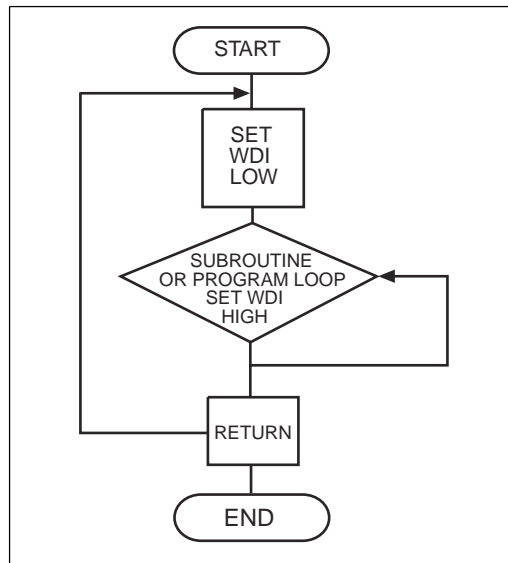 START
SET
WDI
LOW
SUBROUTINE
OR PROGRAM LOOP
SET WDI
HIGH
RETURN
END